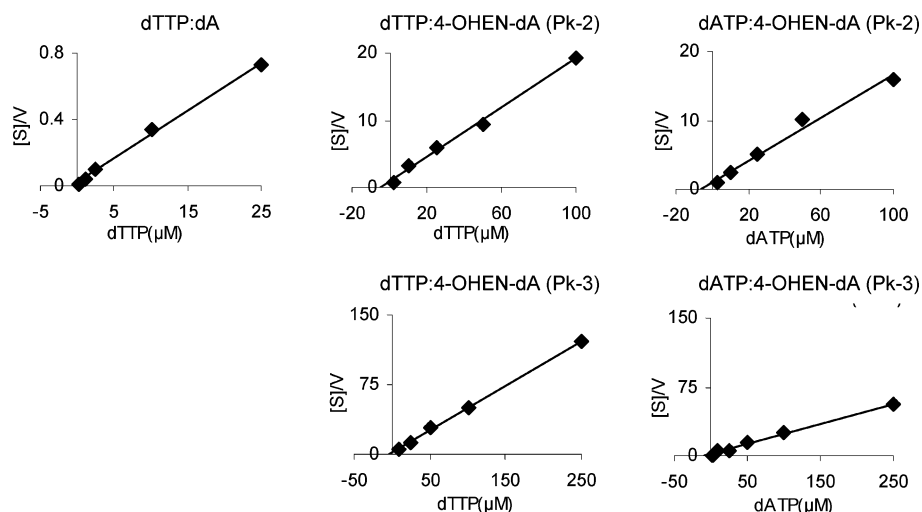 dTTP:dA
0.8
0.4
0
-5
5
15
25
[S]/V
dTTP(µM)
dTTP:4-OHEN-dA (Pk-2)
20
10
0
-20
20
60
100
[S]/V
dTTP(µM)
dATP:4-OHEN-dA (Pk-2)
20
10
0
-20
20
60
100
[S]/V
dATP(µM)
dTTP:4-OHEN-dA (Pk-3)
150
75
0
-50
50
150
250
[S]/V
dTTP(µM)
dATP:4-OHEN-dA (Pk-3)
150
75
0
-50
50
150
250
[S]/V
dATP(µM)